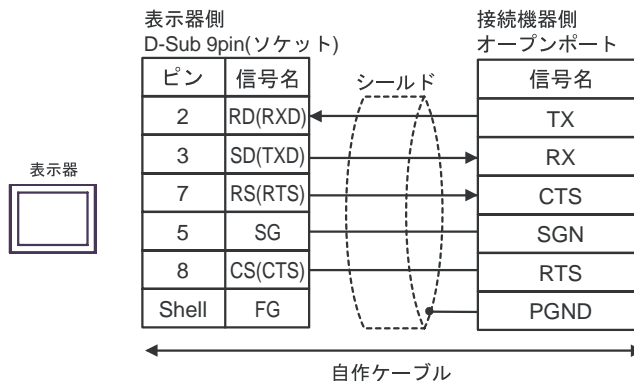 表示器側
D-Sub 9pin(ソケット)
接続機器側
オープンポート
ピン 信号名 シールド 信号名
2 RD(RXD) TX
3 SD(TXD) RX
表示器
7 RS(RTS) CTS
5 SG SGN
8 CS(CTS) RTS
Shell FG PGND
自作ケーブル